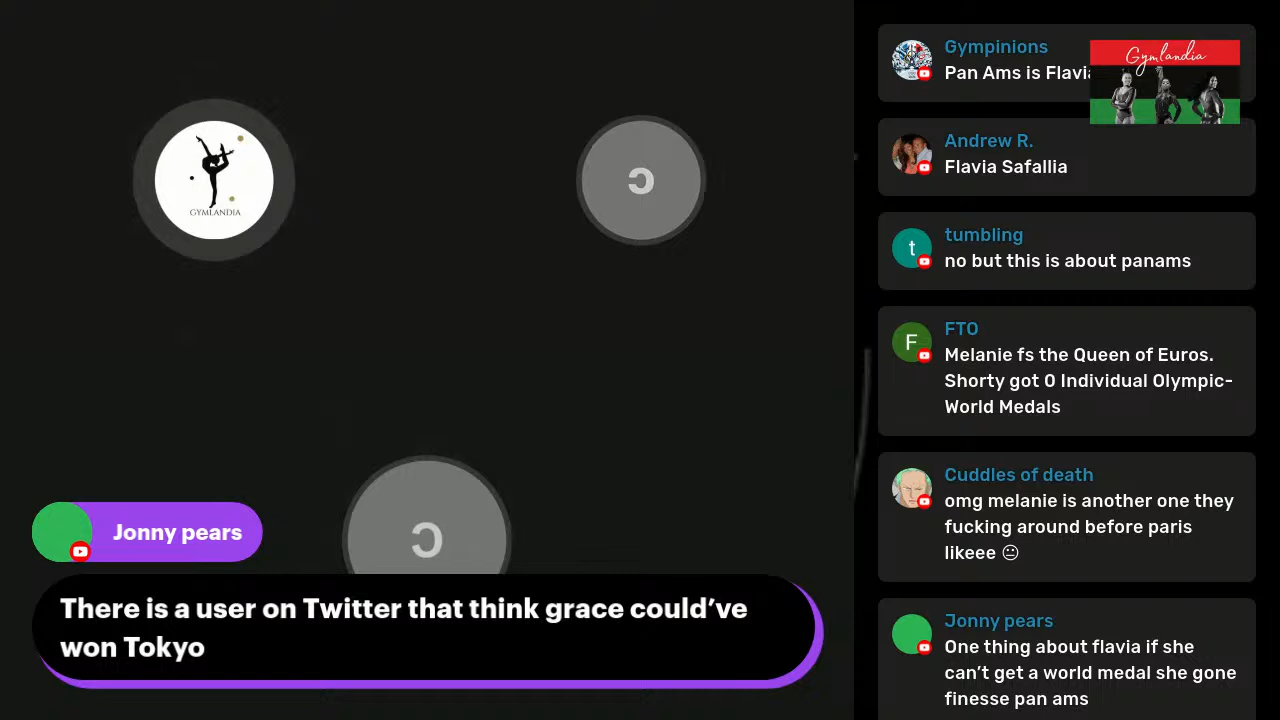 GYMLANDIA
ɔ
ɔ
Jonny pears
There is a user on Twitter that think grace could’ve
won Tokyo
Gympinions
Pan Ams is Flavia
Gymlandia
Andrew R.
Flavia Safallia
t
tumbling
no but this is about panams
F
FTO
Melanie fs the Queen of Euros.
Shorty got 0 Individual Olympic-
World Medals
Cuddles of death
omg melanie is another one they
fucking around before paris
likeee 😐
Jonny pears
One thing about flavia if she
can’t get a world medal she gone
finesse pan ams